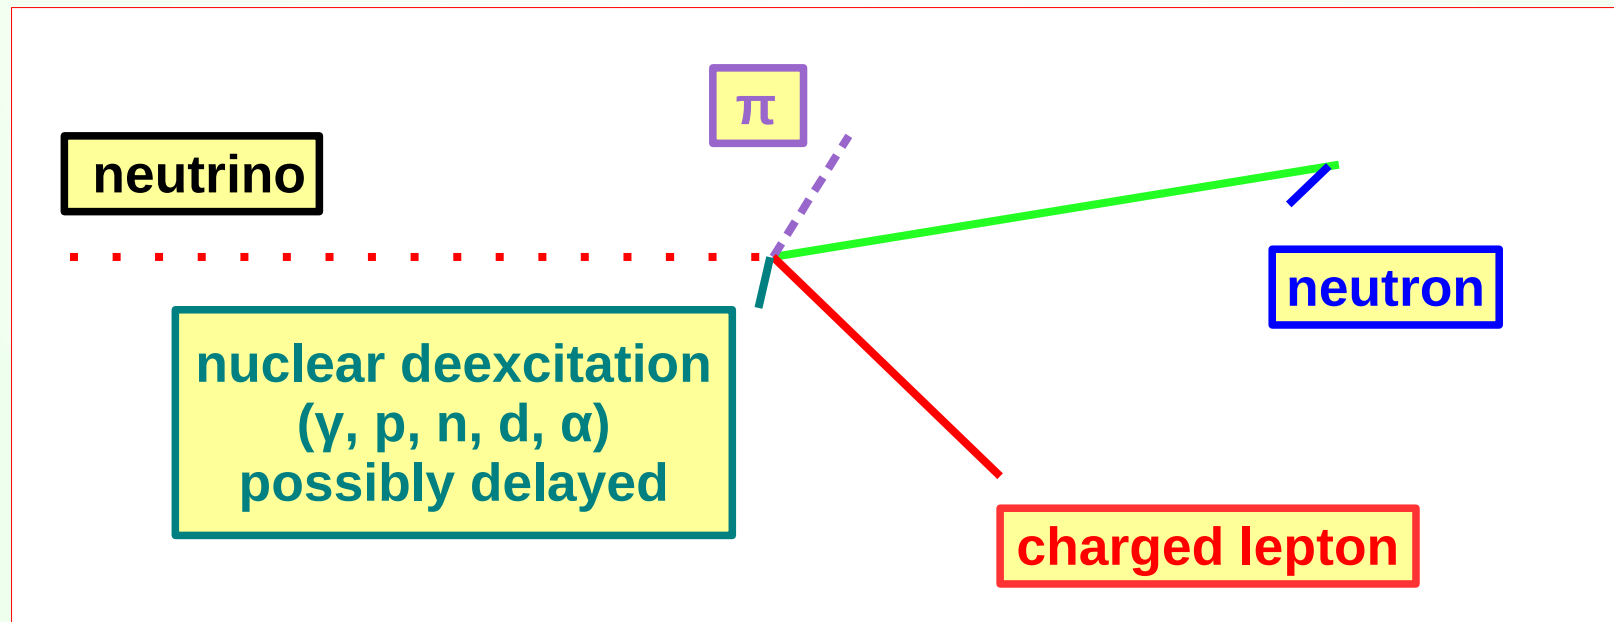 π
neutrino
neutron
nuclear deexcitation
(γ, p, n, d, α)
possibly delayed
charged lepton